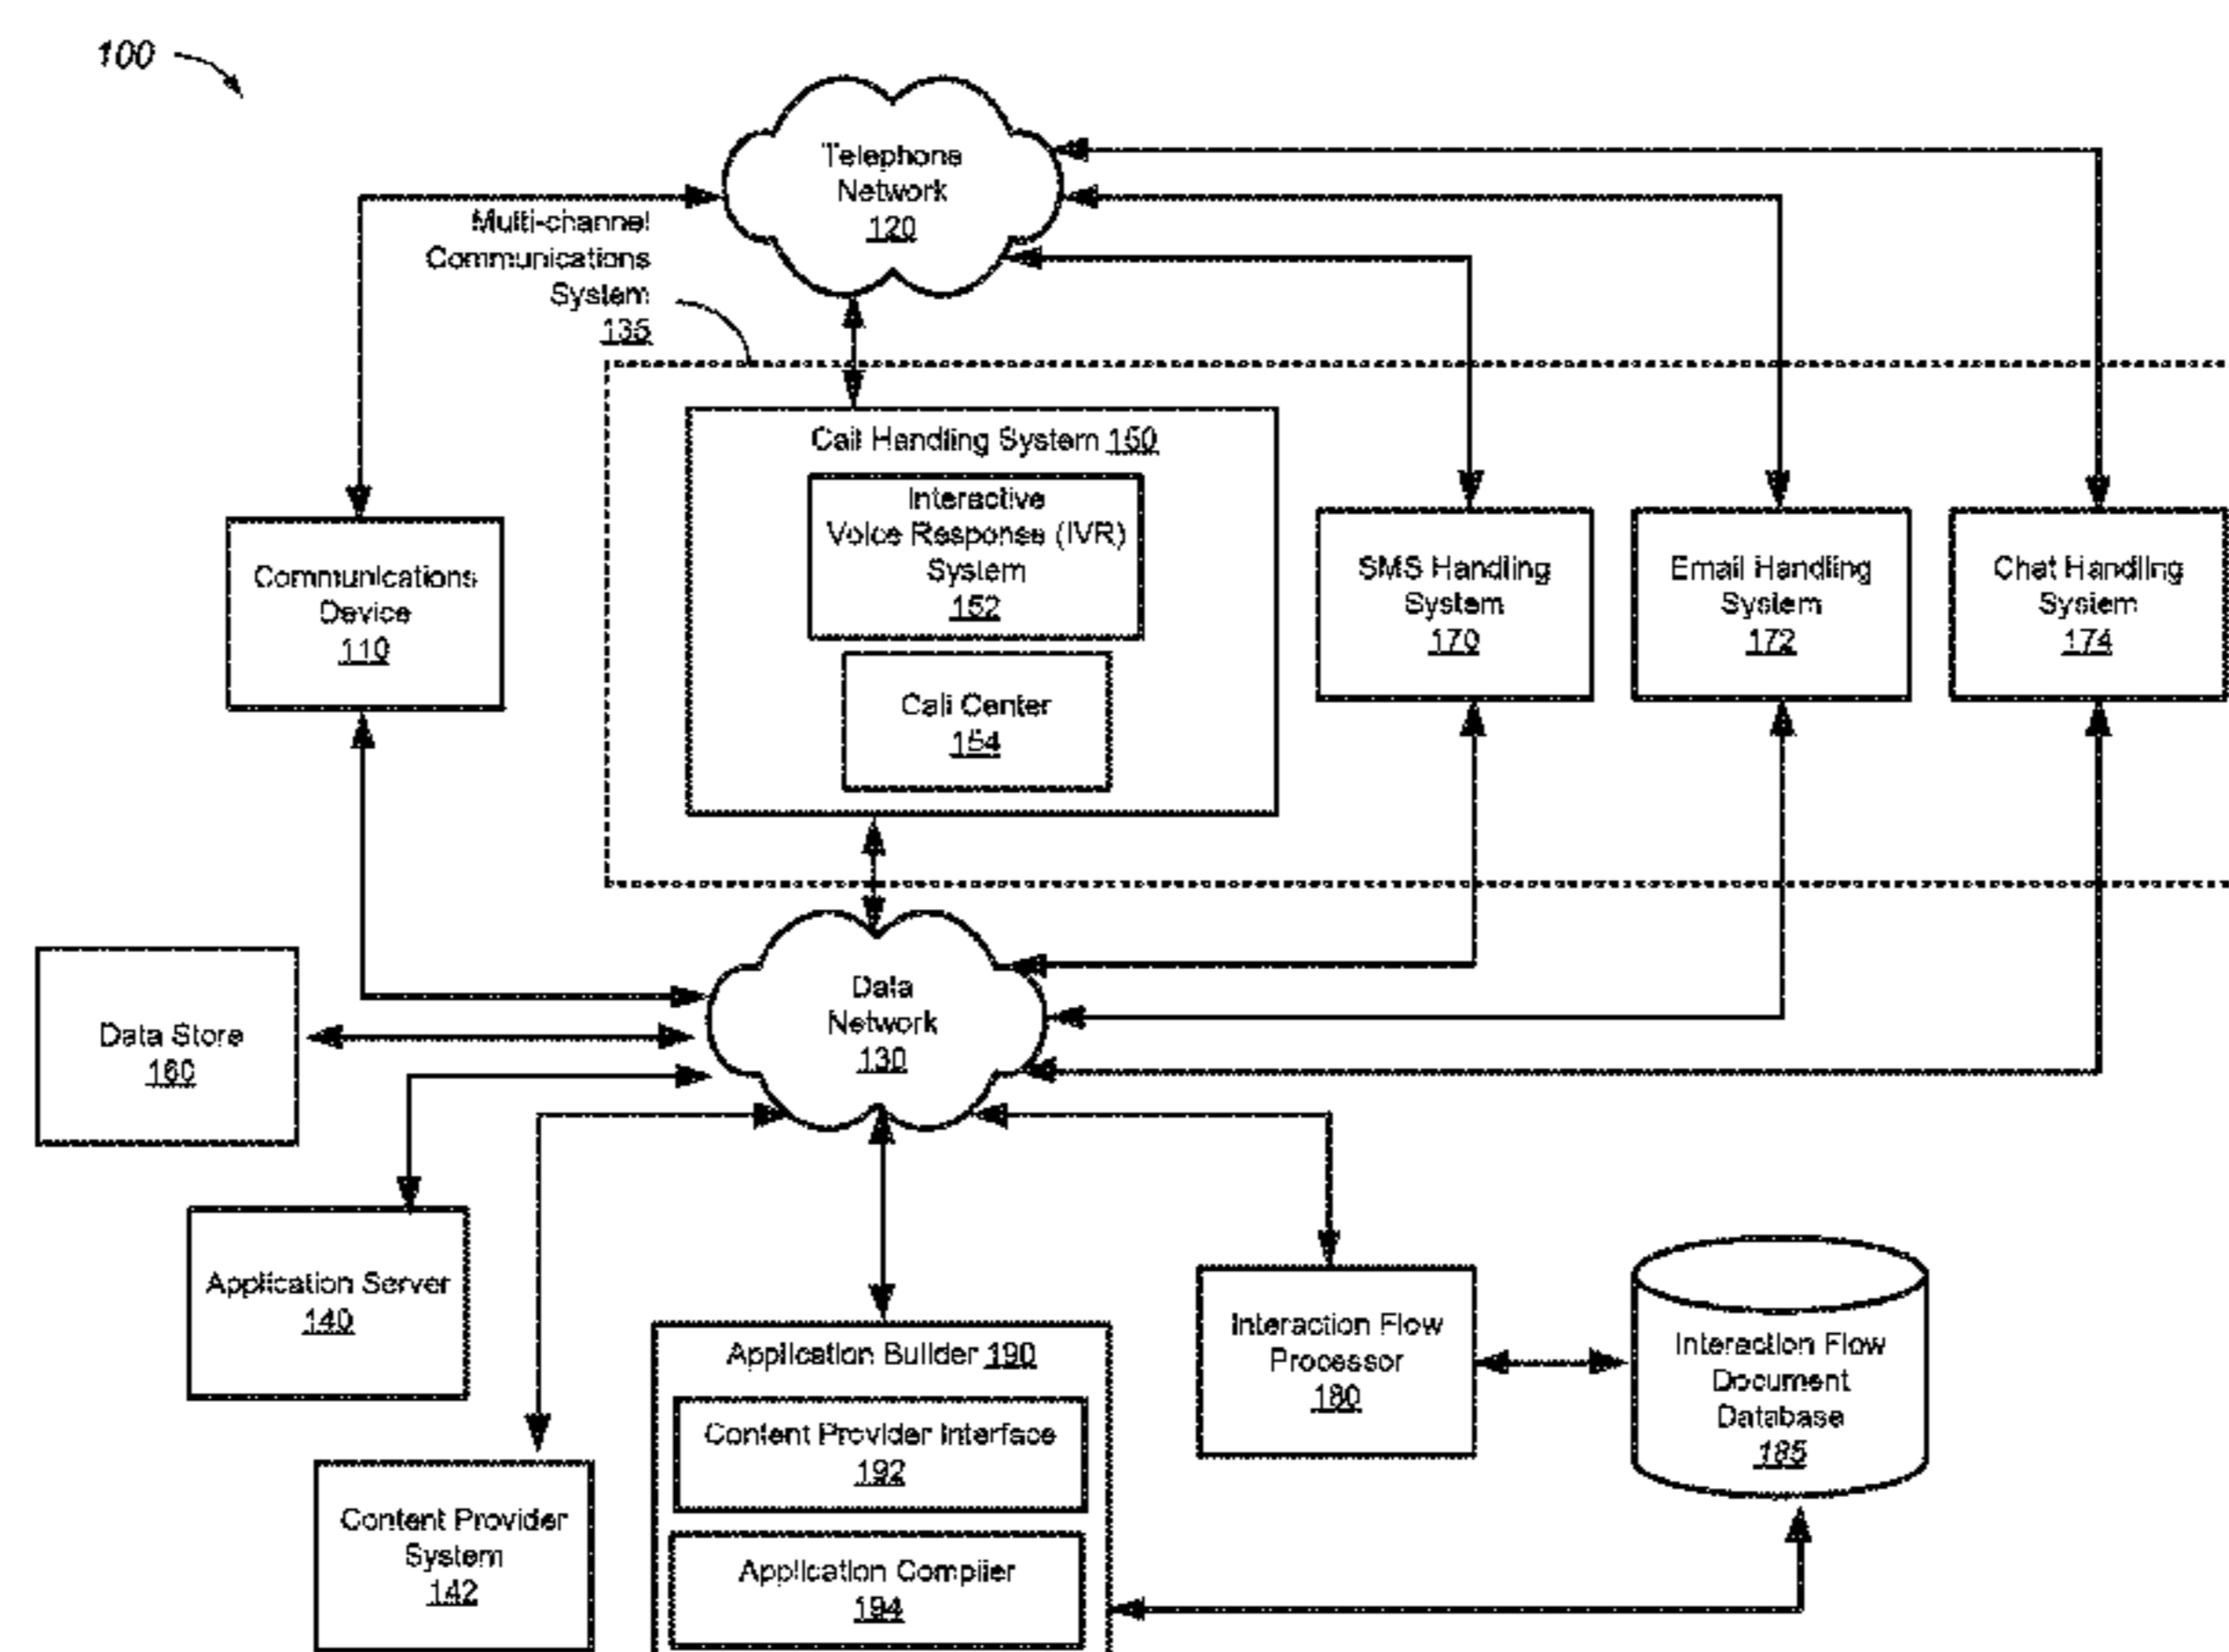 100
Telephone
Network
120
Multi-channel
Communications
System
135
Call Handling System 150
Interactive
Voice Response (IVR)
System
152
Call Center
154
Communications
Device
110
SMS Handling
System
170
Email Handling
System
172
Chat Handling
System
174
Data Store
160
Data
Network
130
Application Server
140
Content Provider
System
142
Application Builder 190
Content Provider Interface
192
Application Compiler
194
Interaction Flow
Processor
180
Interaction Flow
Document
Database
185